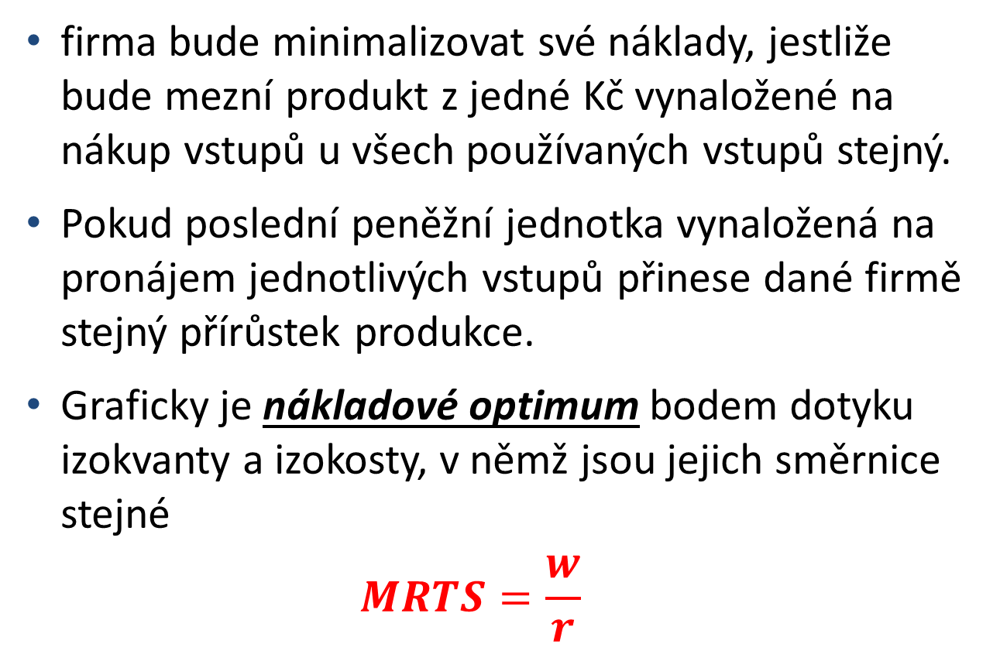 • firma bude minimalizovat své náklady, jestliže
bude mezní produkt z jedné Kč vynaložené na
nákup vstupů u všech používaných vstupů stejný.
• Pokud poslední peněžní jednotka vynaložená na
pronájem jednotlivých vstupů přinese dané firmě
stejný přírůstek produkce.
• Graficky je nákladové optimum bodem dotyku
izokvanty a izokosty, v němž jsou jejich směrnice
stejné
MRTS = w/r